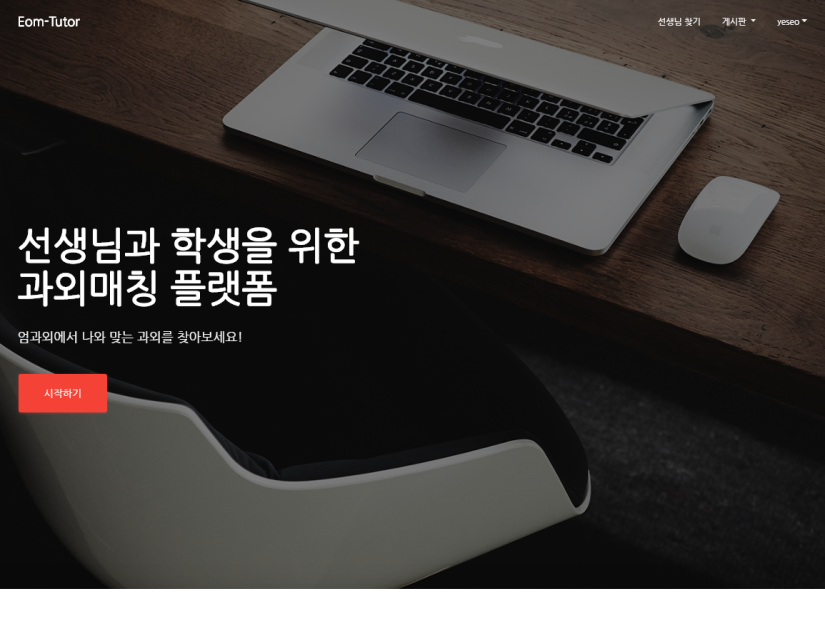 Eom-Tutor
선생님 찾기 게시판 yeseo
선생님과 학생을 위한
과외매칭 플랫폼
엄과외에서 나와 맞는 과외를 찾아보세요!
시작하기